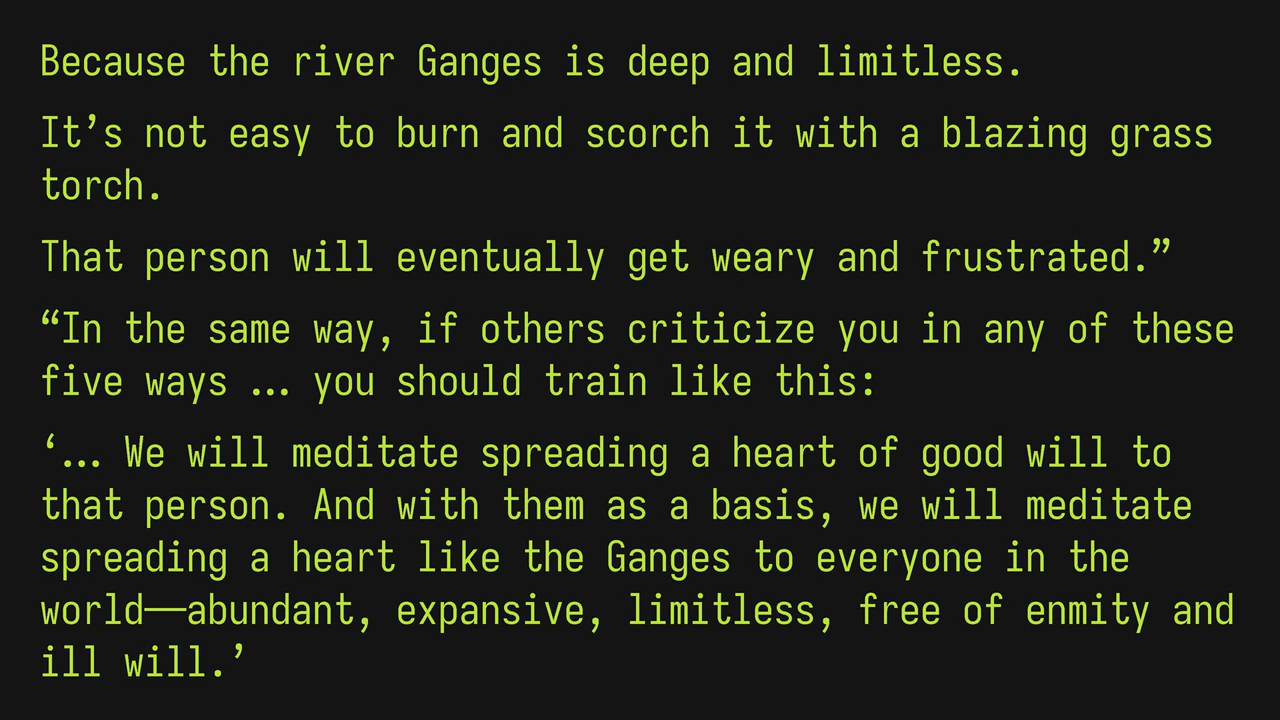 Because the river Ganges is deep and limitless.
It’s not easy to burn and scorch it with a blazing grass
torch.
That person will eventually get weary and frustrated.”
“In the same way, if others criticize you in any of these
five ways … you should train like this:
‘… We will meditate spreading a heart of good will to
that person. And with them as a basis, we will meditate
spreading a heart like the Ganges to everyone in the
world—abundant, expansive, limitless, free of enmity and
ill will.’